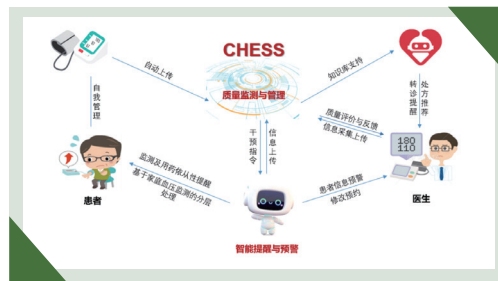 CHESS
质量监测与管理
自动上传
知识库支持
自我管理
处方推荐
转诊提醒
质量评价与反馈
信息采集上传
干预指令
信息上传
180
110
监测及用药依从性提醒
基于家庭血压监测的分层
处理
患者信息预警
修改预约
患者
医生
智能提醒与预警